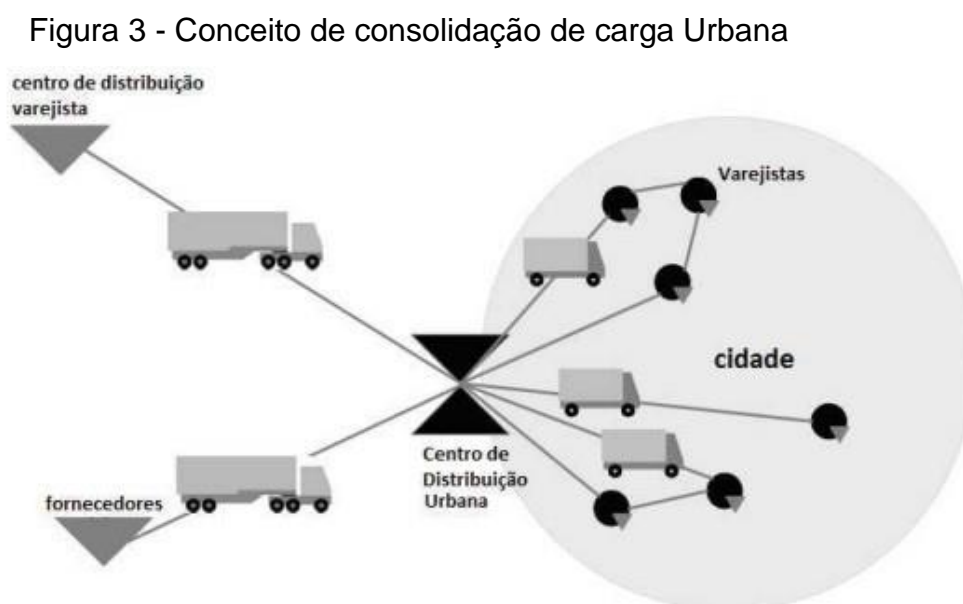 Figura 3 - Conceito de consolidação de carga Urbana
centro de distribuição
varejista
Varejistas
cidade
Centro de
Distribuição
Urbana
fornecedores